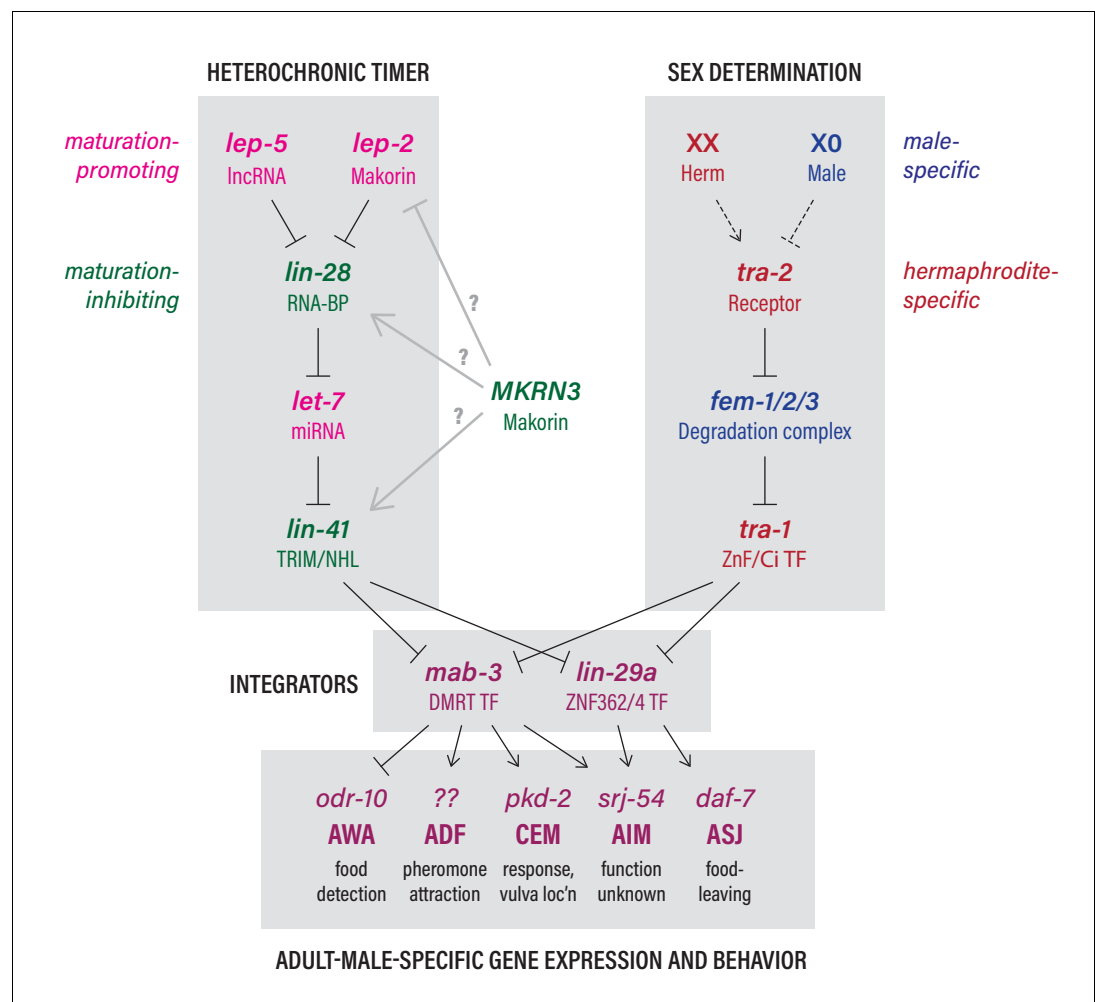 HETEROCHRONIC TIMER
SEX DETERMINATION
maturation-
promoting
lep-5
lncRNA
lep-2
Makorin
XX
Herm
X0
Male
male-
specific
maturation-
inhibiting
lin-28
RNA-BP
tra-2
Receptor
hermaphrodite-
specific
?
?
?
let-7
miRNA
MKRN3
Makorin
fem-1/2/3
Degradation complex
lin-41
TRIM/NHL
tra-1
ZnF/Ci TF
INTEGRATORS
mab-3
DMRT TF
lin-29a
ZNF362/4 TF
odr-10
AWA
food
detection
??
ADF
pheromone
attraction
pkd-2
CEM
response,
vulva loc'n
srj-54
AIM
function
unknown
daf-7
ASJ
food-
leaving
ADULT-MALE-SPECIFIC GENE EXPRESSION AND BEHAVIOR